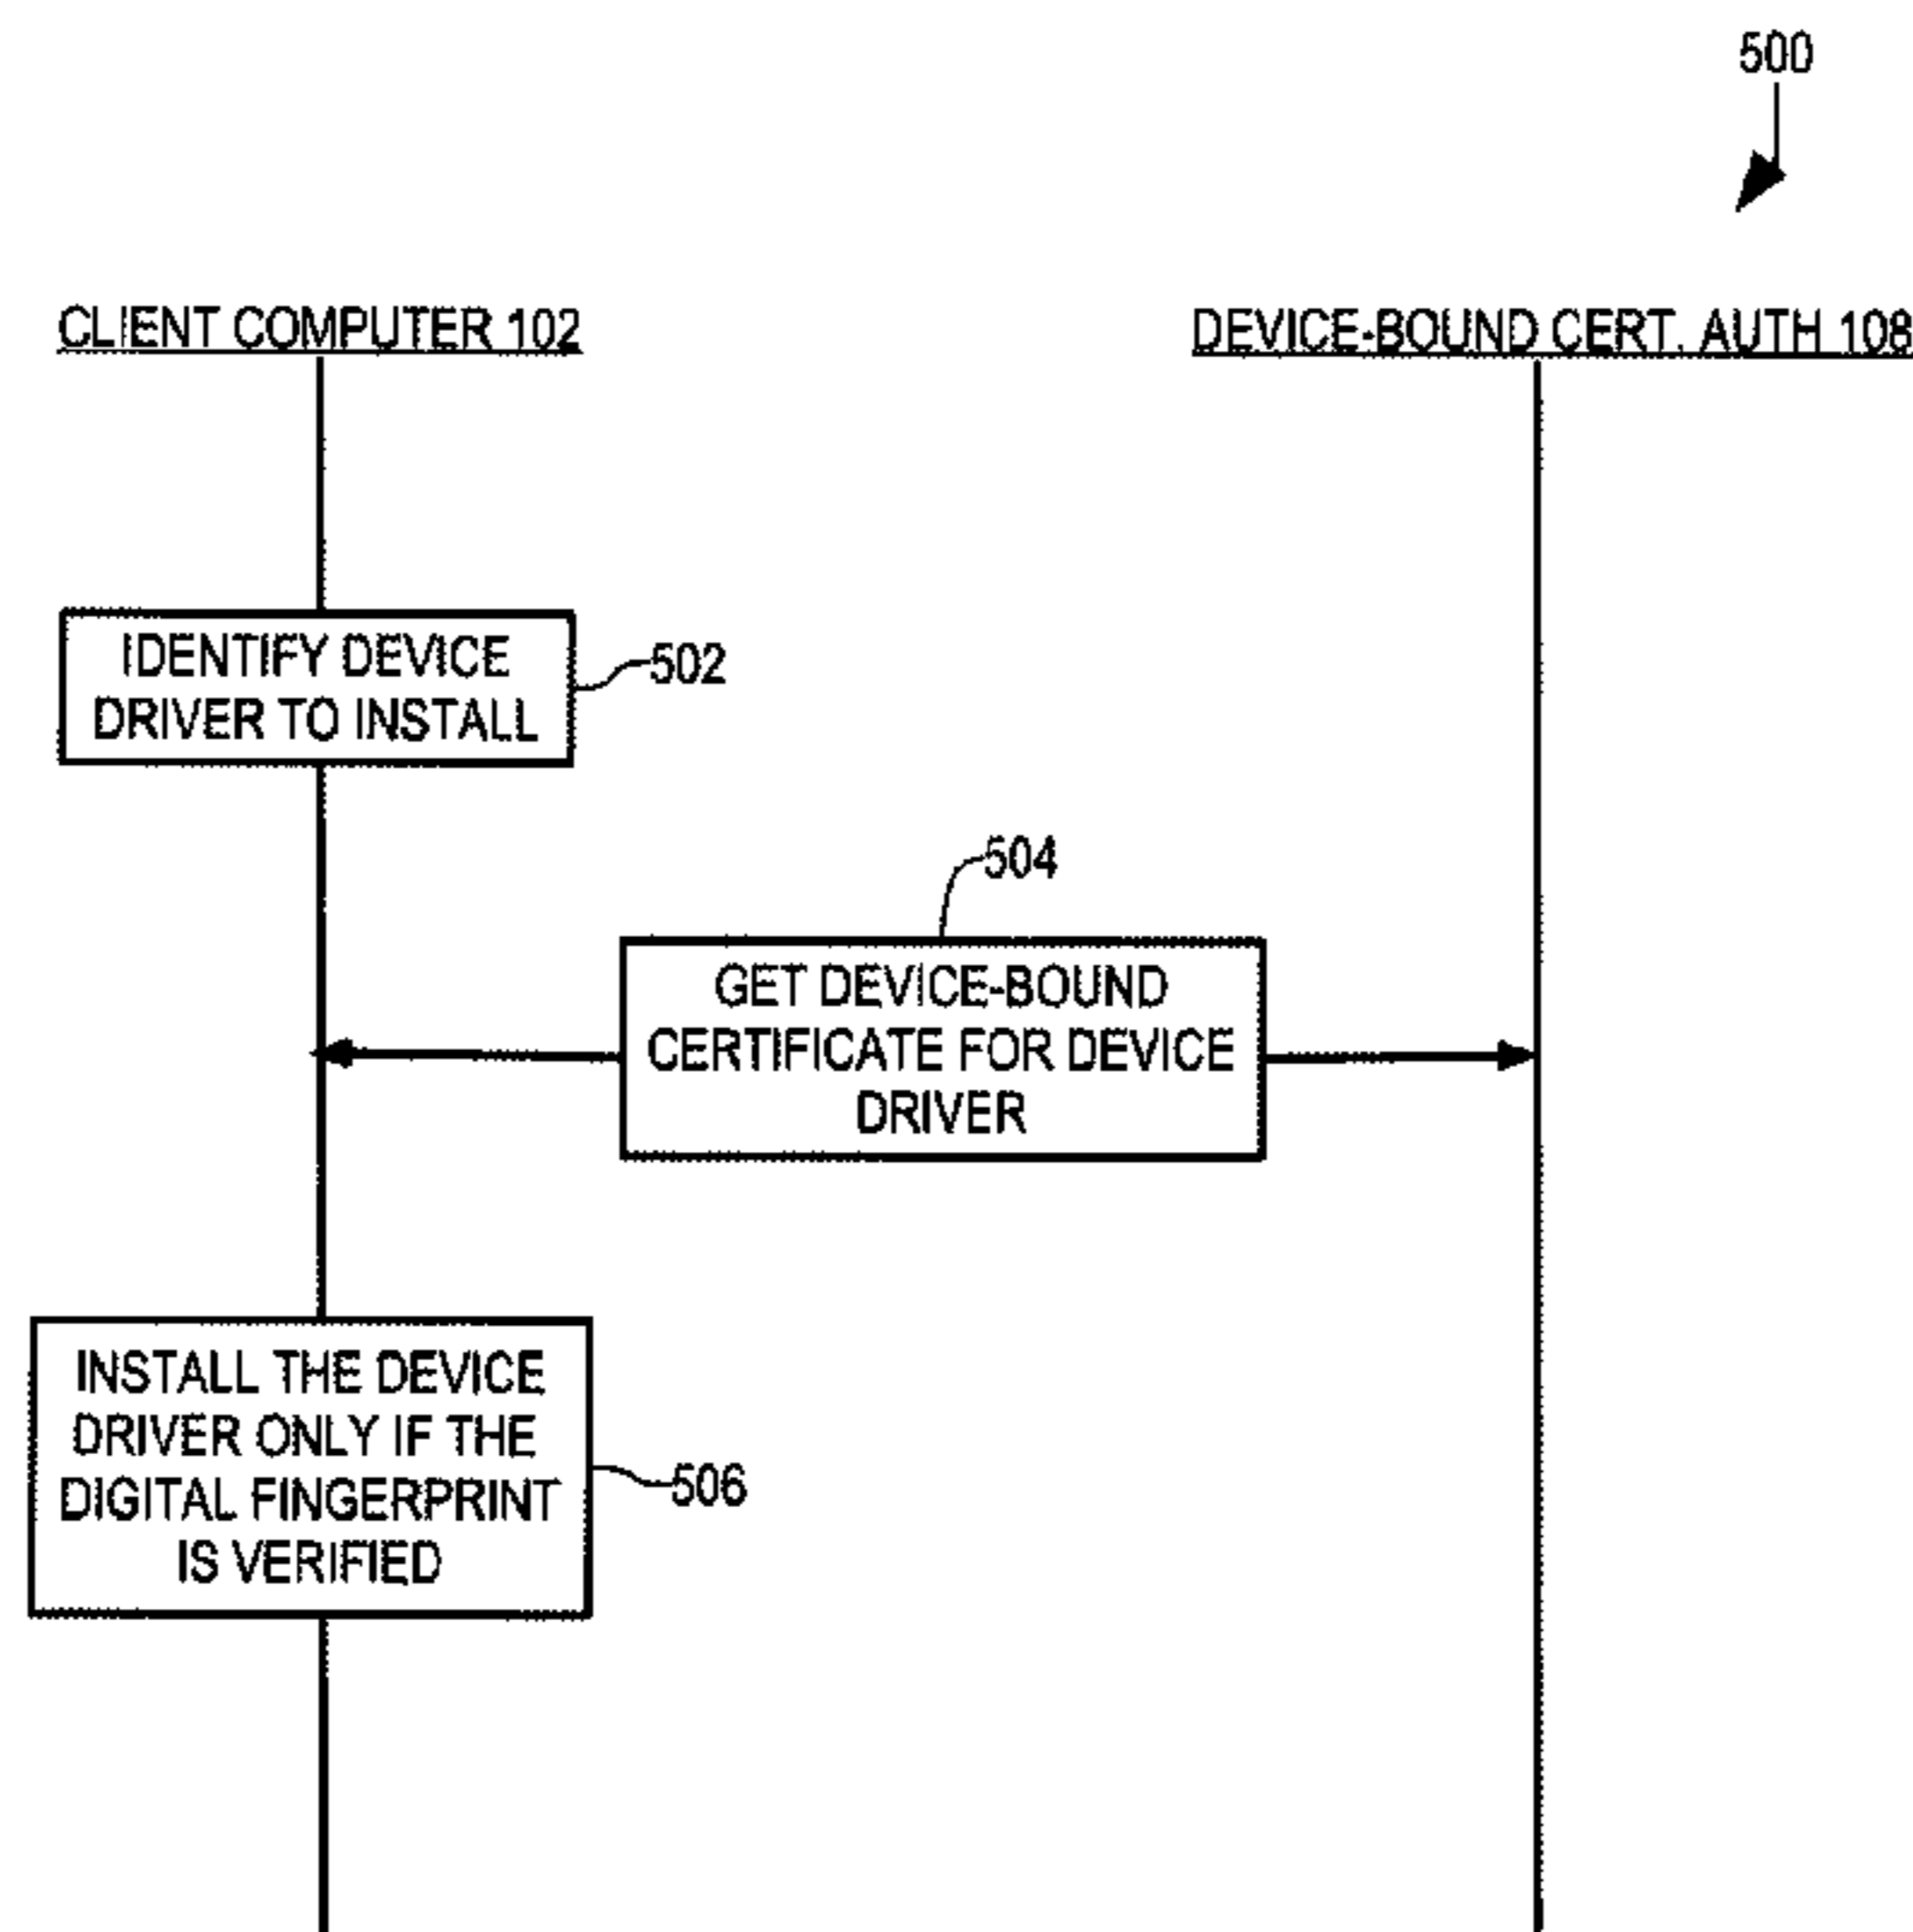 500
CLIENT COMPUTER 102
DEVICE-BOUND CERT. AUTH 108
IDENTIFY DEVICE
DRIVER TO INSTALL
502
504
GET DEVICE-BOUND
CERTIFICATE FOR DEVICE
DRIVER
INSTALL THE DEVICE
DRIVER ONLY IF THE
DIGITAL FINGERPRINT
IS VERIFIED
506